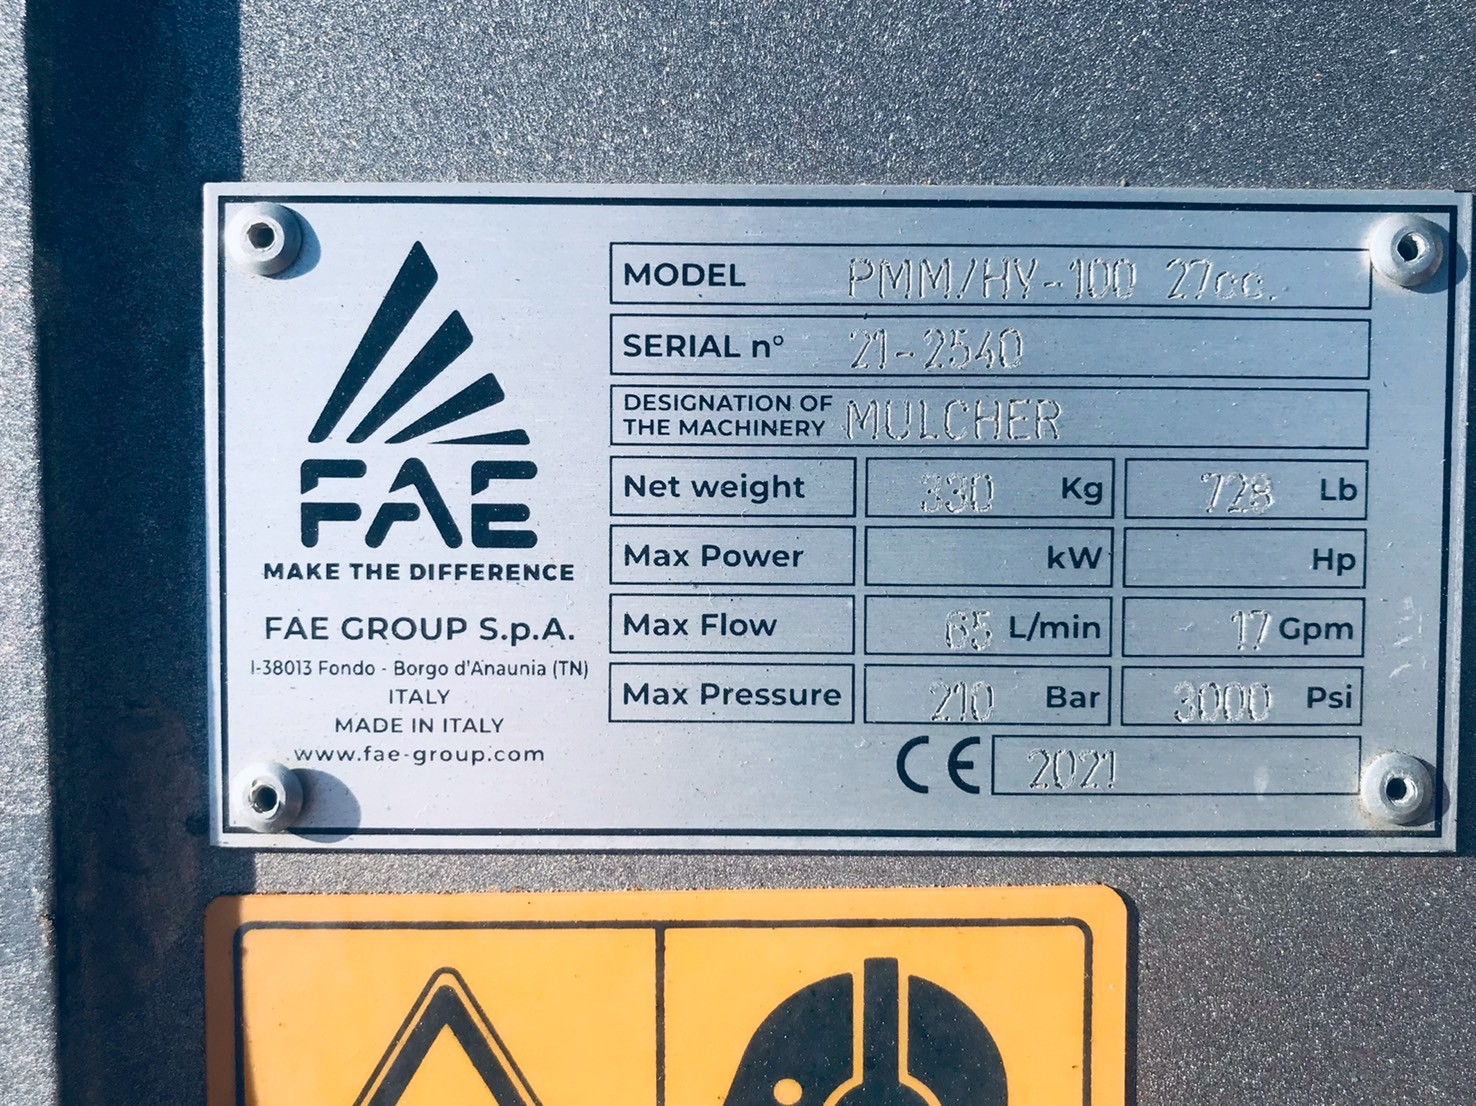 FAE
MAKE THE DIFFERENCE
FAE GROUP S.p.A.
I-38013 Fondo - Borgo d'Anaunia (TN)
ITALY
MADE IN ITALY
www.fae-group.com
MODEL PMM/HY-100 27cc.
SERIAL n° 21-2540
DESIGNATION OF
THE MACHINERY MULCHER
Net weight 330 Kg 728 Lb
Max Power kW Hp
Max Flow 65 L/min 17 Gpm
Max Pressure 210 Bar 3000 Psi
CE 2021